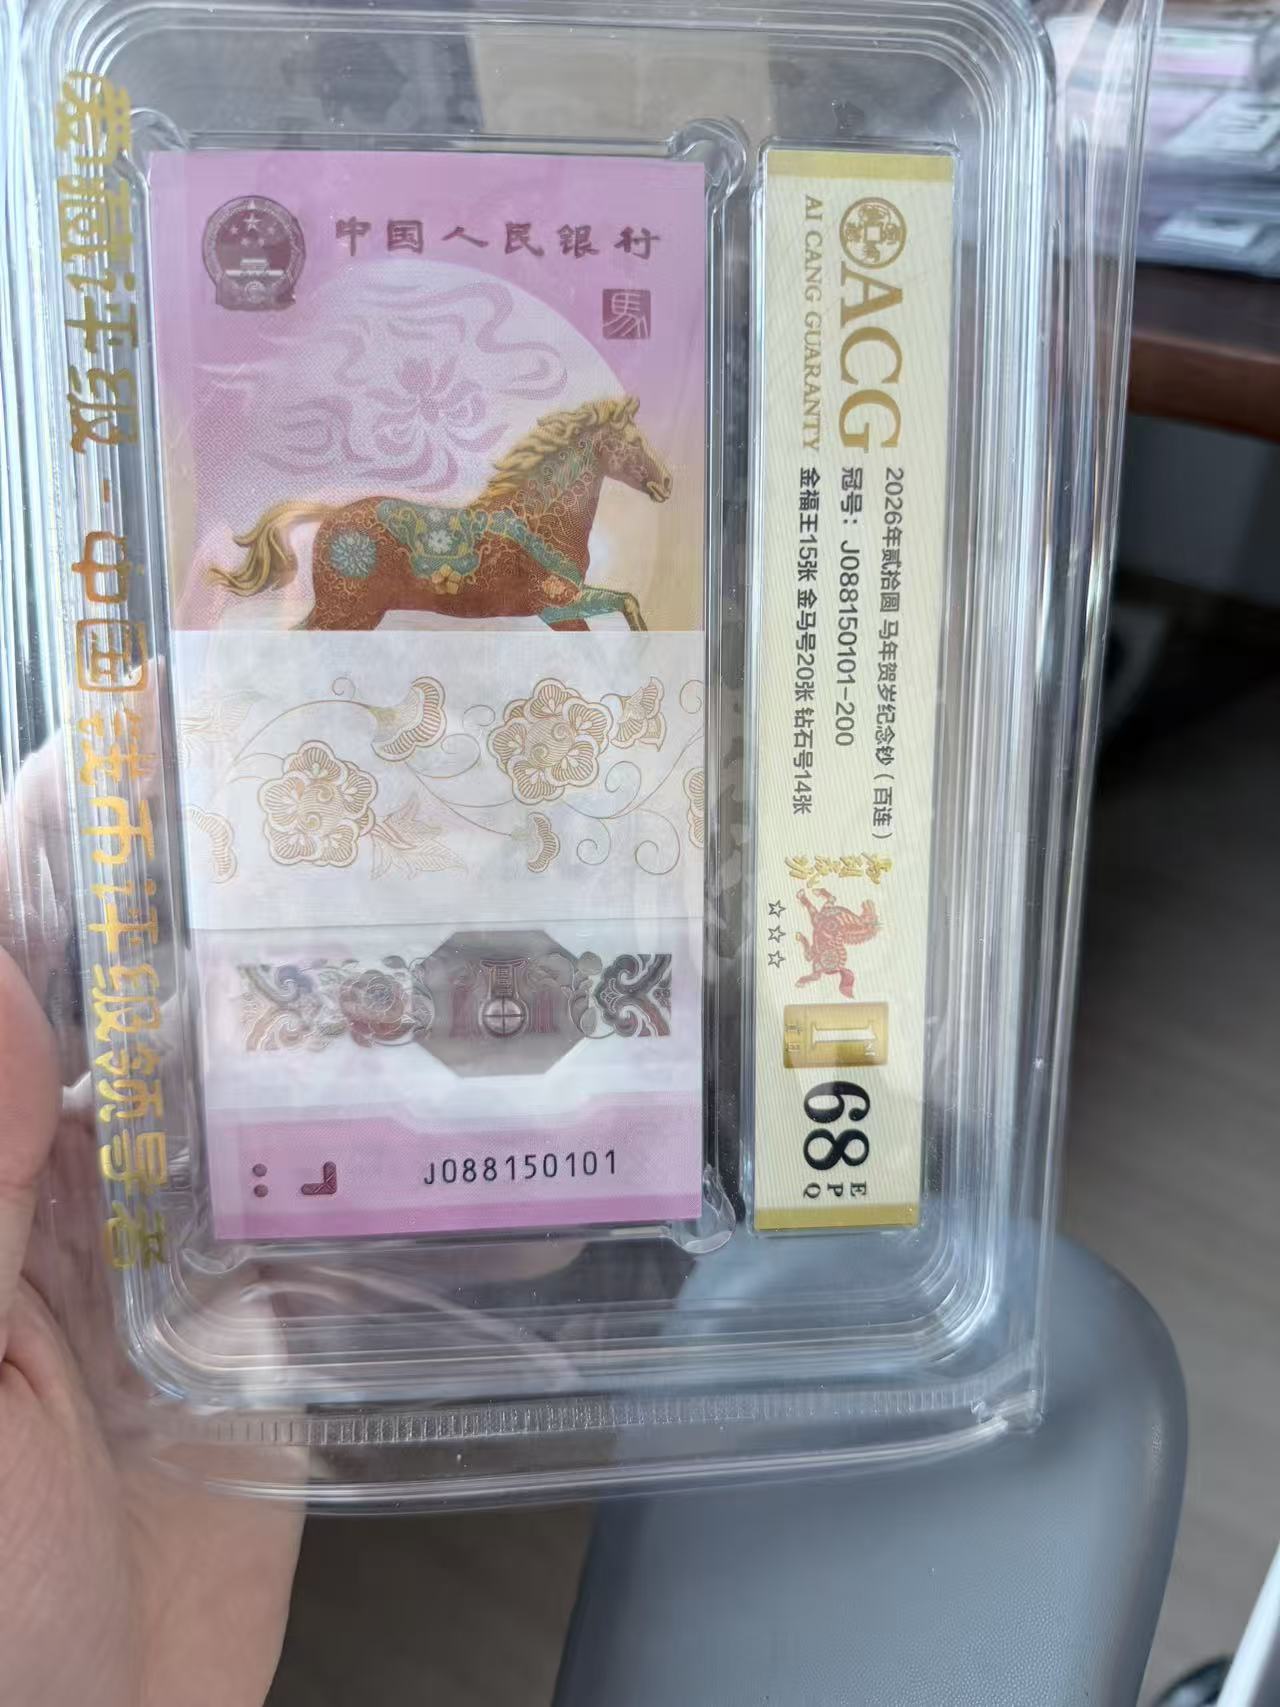 爱藏评级-中国钱币评级领导者
中国人民银行
馬
J088150101
ACG
AI CANG GUARANTY
2026年贰拾圆 马年贺岁纪念钞（百连）
冠号：J088150101-200
金福王15张 金马号20张 钻石号14张
☆☆☆
68
EPQ